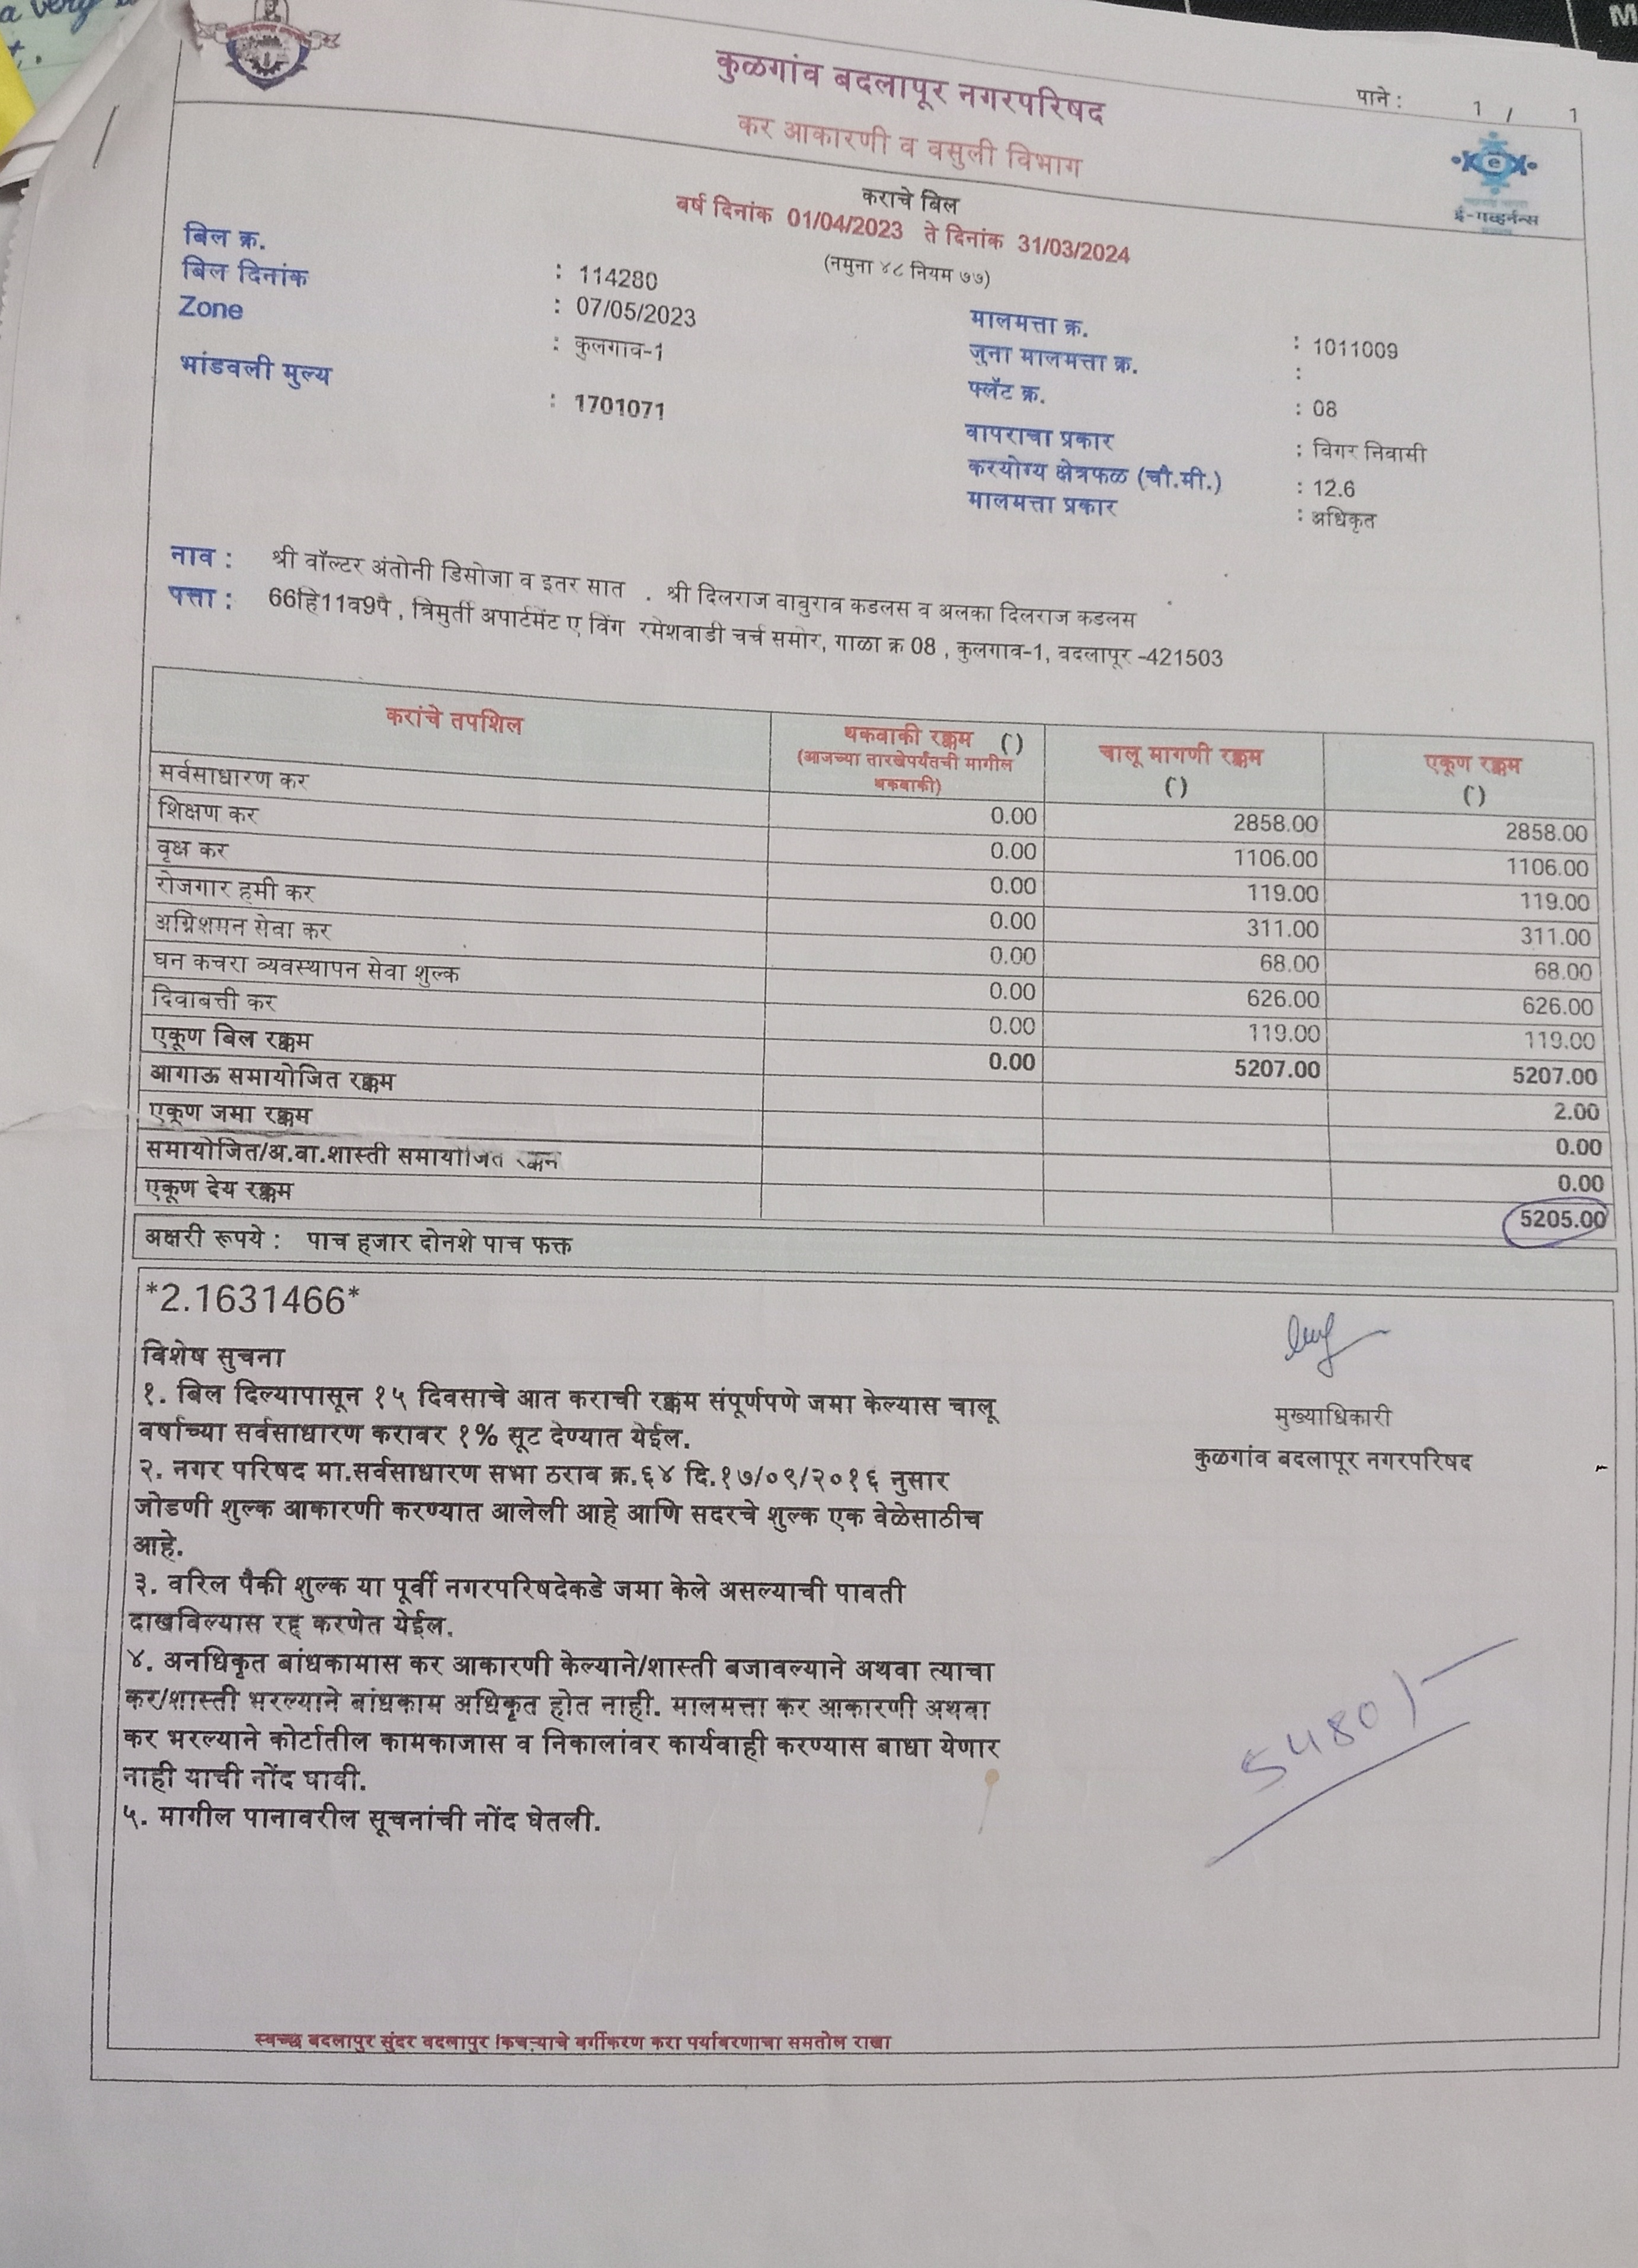 a very
कुळगांव बदलापूर नगरपरिषद
पाने : 1 / 1
कर आकारणी व वसुली विभाग
कराचे बिल
ई-गव्हर्नन्स
वर्ष दिनांक 01/04/2023 ते दिनांक 31/03/2024
(नमुना ४८ नियम ७७)
बिल क्र. : 114280
बिल दिनांक : 07/05/2023
Zone : कुलगाव-1
भांडवली मुल्य : 1701071
मालमत्ता क्र. : 1011009
जुना मालमत्ता क्र. :
फ्लॅट क्र. : 08
वापराचा प्रकार : विगर निवासी
करयोग्य क्षेत्रफळ (चौ.मी.) : 12.6
मालमत्ता प्रकार : अधिकृत
नाव : श्री वॉल्टर अंतोनी डिसोजा व इतर सात . श्री दिलराज वाबुराव कडलस व अलका दिलराज कडलस
पत्ता : 66हि11व9पै , त्रिमुर्ती अपार्टमेंट ए विंग रमेशवाडी चर्च समोर, गाळा क्र 08 , कुलगाव-1, वदलापूर -421503
करांचे तपशिल थकवाकी रक्कम () चालू मागणी रक्कम () एकूण रक्कम ()
(आजच्या तारखेपर्यंतची मागील थकबाकी)
सर्वसाधारण कर 0.00 2858.00 2858.00
शिक्षण कर 0.00 1106.00 1106.00
वृक्ष कर 0.00 119.00 119.00
रोजगार हमी कर 0.00 311.00 311.00
अग्निशमन सेवा कर 0.00 68.00 68.00
घन कचरा व्यवस्थापन सेवा शुल्क 0.00 626.00 626.00
दिवाबत्ती कर 0.00 119.00 119.00
एकूण बिल रक्कम 0.00 5207.00 5207.00
आगाऊ समायोजित रक्कम 2.00
एकूण जमा रक्कम 0.00
समायोजित/अ.वा.शास्ती समायोजित रक्कम 0.00
एकूण देय रक्कम 5205.00
अक्षरी रूपये : पाच हजार दोनशे पाच फक्त
*2.1631466*
विशेष सुचना
१. बिल दिल्यापासून १५ दिवसाचे आत कराची रक्कम संपूर्णपणे जमा केल्यास चालू
वर्षाच्या सर्वसाधारण करावर १% सूट देण्यात येईल.
२. नगर परिषद मा.सर्वसाधारण सभा ठराव क्र.६४ दि.१७/०९/२०१६ नुसार
जोडणी शुल्क आकारणी करण्यात आलेली आहे आणि सदरचे शुल्क एक वेळेसाठीच
आहे.
३. वरिल पैकी शुल्क या पूर्वी नगरपरिषदेकडे जमा केले असल्याची पावती
दाखविल्यास रद्द करणेत येईल.
४. अनधिकृत बांधकामास कर आकारणी केल्याने/शास्ती बजावल्याने अथवा त्याचा
कर/शास्ती भरल्याने बांधकाम अधिकृत होत नाही. मालमत्ता कर आकारणी अथवा
कर भरल्याने कोर्टातील कामकाजास व निकालांवर कार्यवाही करण्यास बाधा येणार
नाही याची नोंद घावी.
५. मागील पानावरील सूचनांची नोंद घेतली.
मुख्याधिकारी
कुळगांव बदलापूर नगरपरिषद
5480/-
स्वच्छ बदलापुर सुंदर वदलापुर !कचऱ्याचे वर्गीकरण करा पर्यावरणाचा समतोल राखा